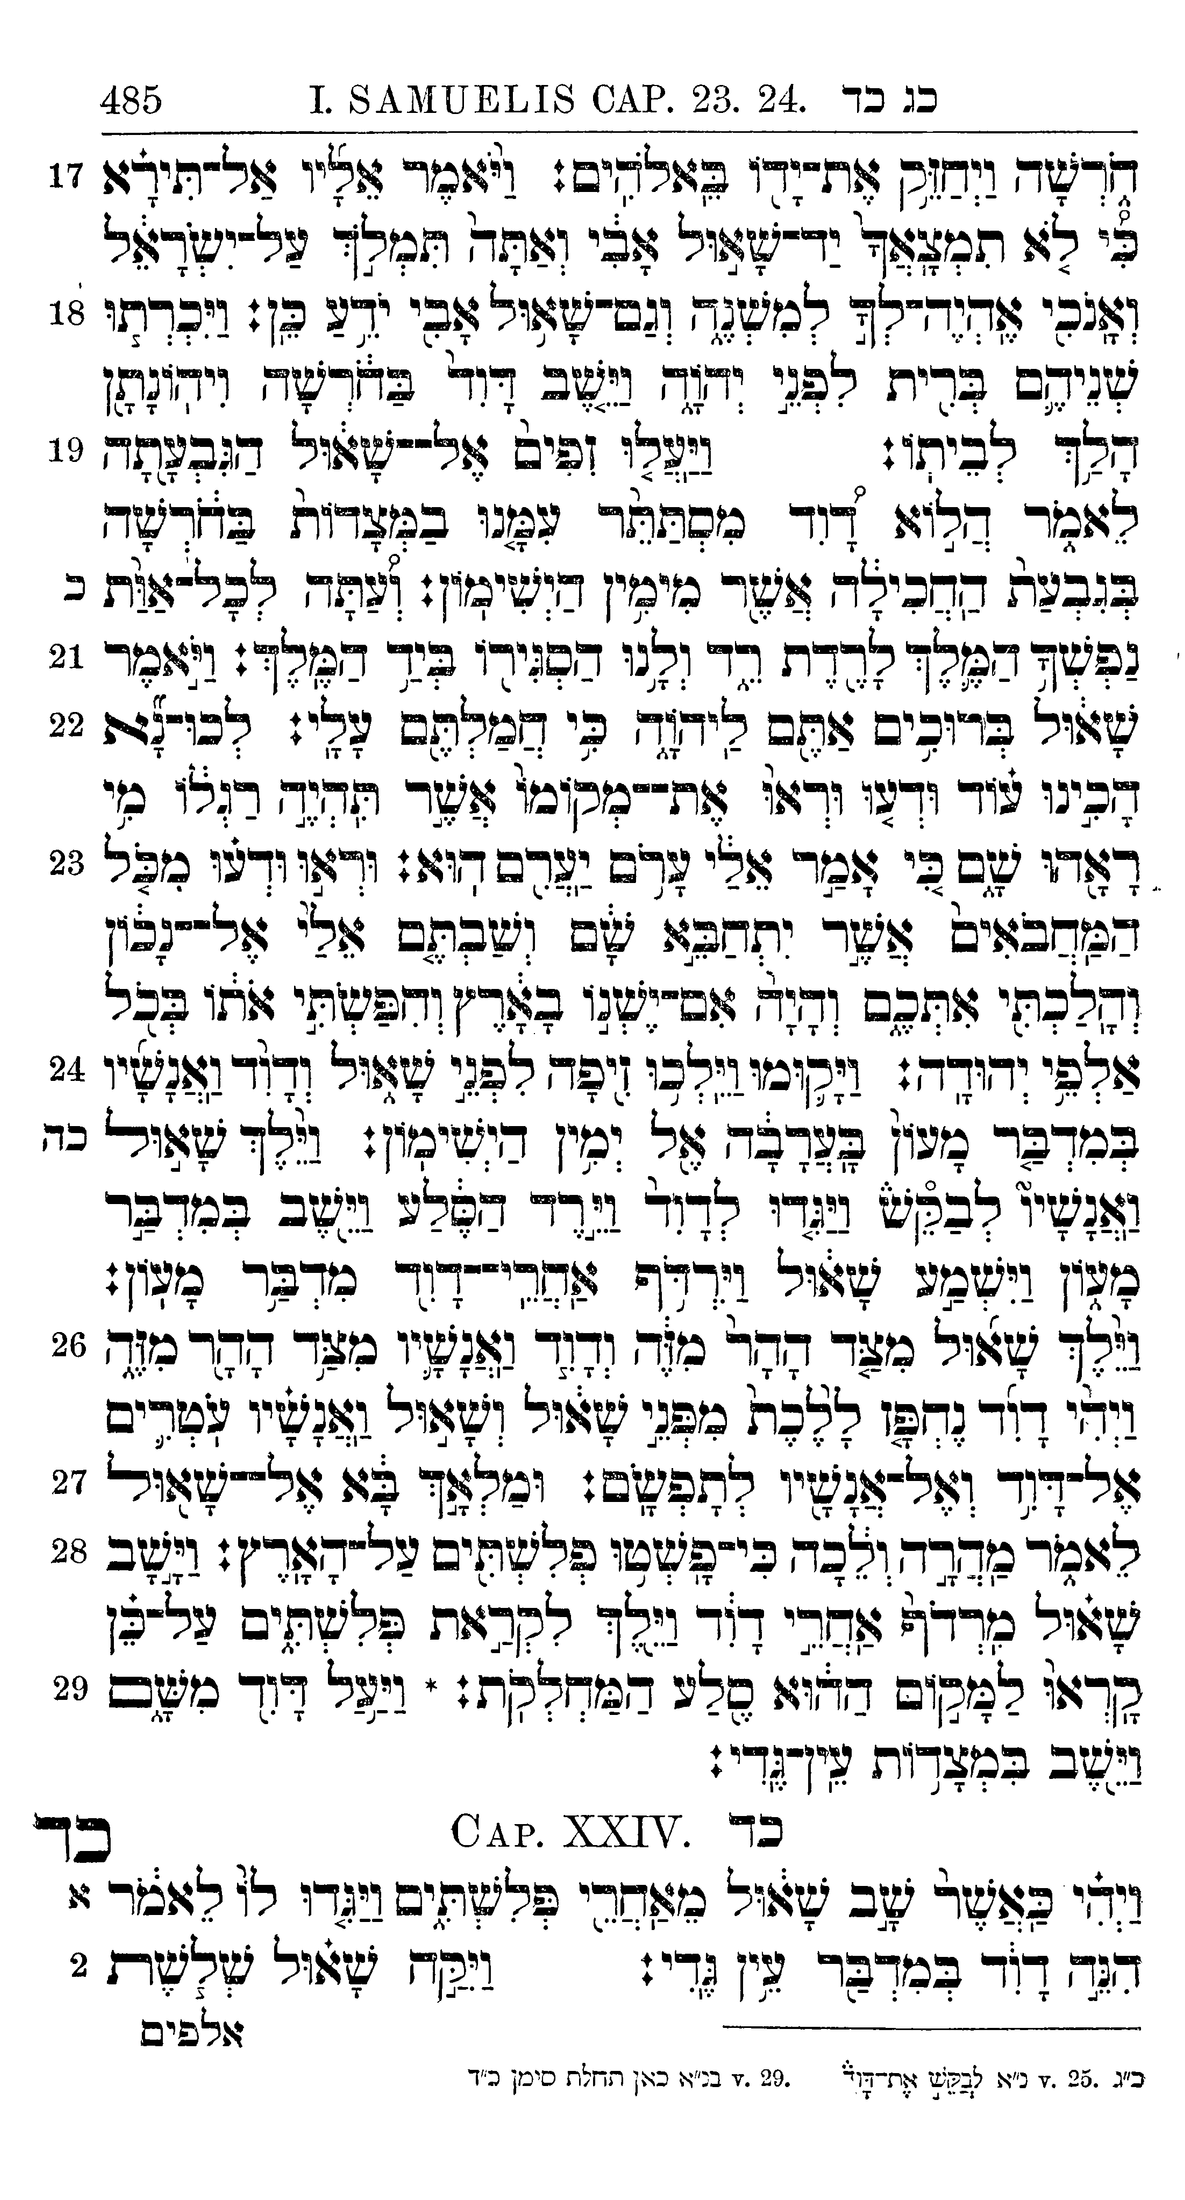 485 I. SAMUELIS CAP. 23. 24. כג כד
17 חֹ֑רְשָׁה וַיְחַזֵּ֥ק אֶת־יָד֖וֹ בֵּֽאלֹהִֽים׃ וַיֹּ֨אמֶר אֵלָ֜יו אַל־תִּירָ֗א
כִּ֠י לֹ֤א תִמְצָֽאֲךָ֙ יַד־שָׁא֣וּל אָבִ֔י וְאַתָּה֙ תִּמְלֹ֣ךְ עַל־יִשְׂרָאֵ֔ל
18 וְאָֽנֹכִ֖י אֶֽהְיֶה־לְּךָ֣ לְמִשְׁנֶ֑ה וְגַם־שָׁא֥וּל אָבִ֖י יֹדֵ֥עַ כֵּֽן׃ וַיִּכְרְת֧וּ
שְׁנֵיהֶ֛ם בְּרִ֖ית לִפְנֵ֣י יְהוָֹ֑ה וַיֵּ֤שֶׁב דָּוִד֙ בַּחֹ֔רְשָׁה וִיהֽוֹנָתָ֖ן
19 הָלַ֥ךְ לְבֵיתֽוֹ׃ וַיַּֽעֲל֤וּ זִפִים֙ אֶל־שָׁא֔וּל הַגִּבְעָ֖תָה
לֵאמֹ֑ר הֲל֣וֹא דָ֠וִד מִסְתַּתֵּ֨ר עִמָּ֤נוּ בַמְּצָדוֹת֙ בַּחֹ֔רְשָׁה
כ בְּגִבְעַת֙ הַֽחֲכִילָ֔ה אֲשֶׁ֖ר מִימִ֥ין הַיְשִׁימֽוֹן׃ וְ֠עַתָּה לְכָל־אַוַּ֨ת
21 נַפְשְׁךָ֥ הַמֶּ֛לֶךְ לָרֶ֖דֶת רֵ֑ד וְלָ֥נוּ הַסְגִּיר֖וֹ בְּיַ֥ד הַמֶּֽלֶךְ׃ וַיֹּ֣אמֶר
22 שָׁא֔וּל בְּרוּכִ֥ים אַתֶּ֖ם לַֽיהוָֹ֑ה כִּ֥י חֲמַלְתֶּ֖ם עָלָֽי׃ לְכוּ־נָ֞א
הָכִ֣ינוּ ע֗וֹד וּדְע֤וּ וּרְאוּ֙ אֶת־מְקוֹמוֹ֙ אֲשֶׁ֣ר תִּֽהְיֶ֣ה רַגְל֔וֹ מִ֥י
23 רָאָ֖הוּ שָׁ֑ם כִּ֚י אָמַ֣ר אֵלַ֔י עָרֹ֥ם יַעְרִ֖ם הֽוּא׃ וּרְא֣וּ וּדְע֗וּ מִכֹּ֤ל
הַמַּֽחֲבֹאִים֙ אֲשֶׁ֣ר יִתְחַבֵּ֣א שָׁ֔ם וְשַׁבְתֶּ֤ם אֵלַי֙ אֶל־נָכ֔וֹן
וְהָֽלַכְתִּ֖י אִתְּכֶ֑ם וְהָיָה֙ אִם־יֶשְׁנ֣וֹ בָאָ֔רֶץ וְחִפַּשְׂתִּ֣י אֹת֔וֹ בְּכֹ֖ל
24 אַלְפֵ֥י יְהוּדָֽה׃ וַיָּק֛וּמוּ וַיֵּֽלְכ֥וּ זִ֖יפָה לִפְנֵ֣י שָׁא֑וּל וְדָוִ֨ד וַֽאֲנָשָׁ֜יו
כה בְּמִדְבַּ֤ר מָעוֹן֙ בָּֽעֲרָבָ֔ה אֶ֖ל יְמִ֥ין הַיְשִׁימֽוֹן׃ וַיֵּ֨לֶךְ שָׁא֣וּל
וַֽאֲנָשָׁיו֮ לְבַקֵּשׁ֒ וַיַּגִּ֤דוּ לְדָוִד֙ וַיֵּ֣רֶד הַסֶּ֔לַע וַיֵּ֖שֶׁב בְּמִדְבַּ֣ר
מָע֑וֹן וַיִּשְׁמַ֣ע שָׁא֔וּל וַיִּרְדֹּ֥ף אַֽחֲרֵֽי־דָוִ֖ד מִדְבַּ֥ר מָעֽוֹן׃
26 וַיֵּ֨לֶךְ שָׁא֜וּל מִצַּ֤ד הָהָר֙ מִזֶּ֔ה וְדָוִ֧ד וַֽאֲנָשָׁ֛יו מִצַּ֥ד הָהָ֖ר מִזֶּ֑ה
וַיְהִ֨י דָוִ֜ד נֶחְפָּ֤ז לָלֶ֙כֶת֙ מִפְּנֵ֣י שָׁא֔וּל וְשָׁא֣וּל וַֽאֲנָשָׁ֗יו עֹֽטְרִ֛ים
27 אֶל־דָּוִ֥ד וְאֶל־אֲנָשָׁ֖יו לְתָפְשָֽׂם׃ וּמַלְאָ֣ךְ בָּ֔א אֶל־שָׁא֖וּל
28 לֵאמֹ֑ר מַֽהֲרָ֣ה וְלֵ֔כָה כִּי־פָֽשְׁט֥וּ פְלִשְׁתִּ֖ים עַל־הָאָֽרֶץ׃ וַיָּ֣שָׁב
שָׁא֗וּל מִרְדֹף֙ אַֽחֲרֵ֣י דָוִ֔ד וַיֵּ֖לֶךְ לִקְרַ֣את פְּלִשְׁתִּ֑ים עַל־כֵּ֗ן
29 קָֽרְאוּ֙ לַמָּק֣וֹם הַה֔וּא סֶ֖לַע הַמַּחְלְקֽוֹת׃ * וַיַּ֥עַל דָּוִ֖ד מִשָּׁ֑ם
וַיֵּ֖שֶׁב בִּמְצָד֥וֹת עֵֽין־גֶּֽדִי׃
כד CAP. XXIV. כד
א וַיְהִ֗י כַּֽאֲשֶׁר֙ שָׁ֣ב שָׁא֔וּל מֵאַֽחֲרֵ֖י פְּלִשְׁתִּ֑ים וַיַּגִּ֤דוּ לוֹ֙ לֵאמֹ֔ר
2 הִנֵּ֣ה דָוִ֔ד בְּמִדְבַּ֖ר עֵ֥ין גֶּֽדִי׃ וַיִּקַּ֣ח שָׁא֗וּל שְׁלֹ֧שֶׁת
אלפים
כ״ג v. 25. נ״א לְבַקֵּ֣שׁ אֶת־דָּוִד֒ v. 29. בנ״א כאן תחלת סימן כ״ד